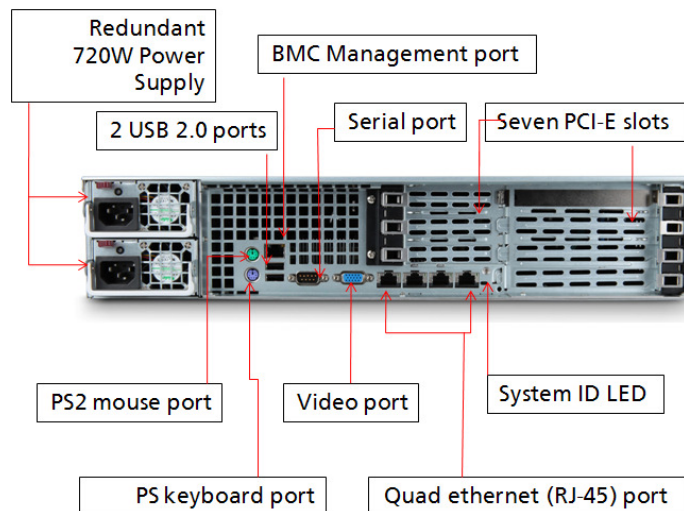 Redundant
720W Power
Supply
BMC Management port
2 USB 2.0 ports
Serial port
Seven PCI-E slots
PS2 mouse port
Video port
System ID LED
PS keyboard port
Quad ethernet (RJ-45) port